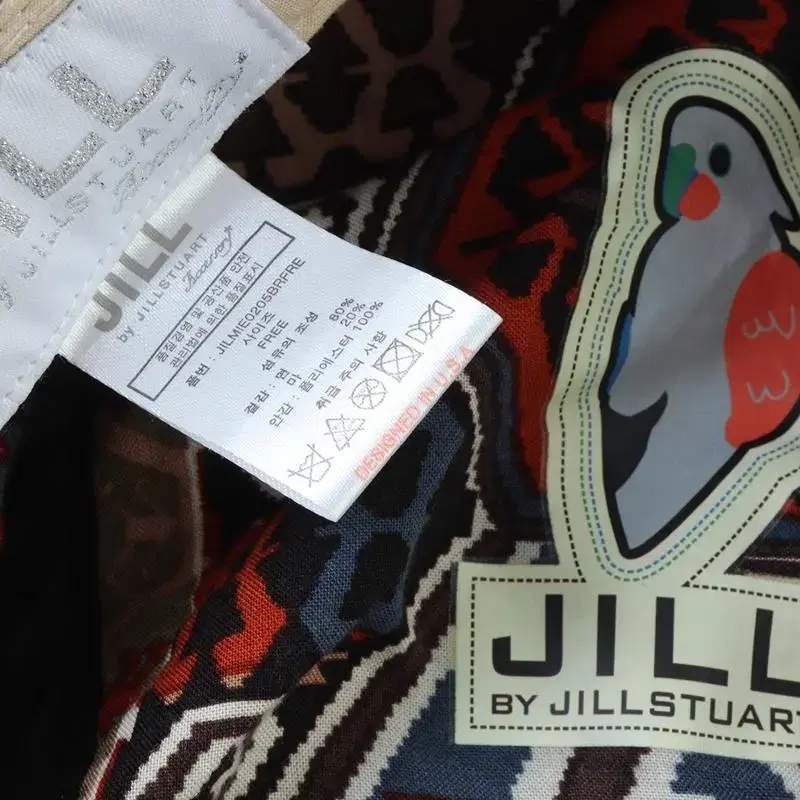 JILL
BY JILLSTUART
Accessory
JILL
by JILLSTUART
Accessory
품질경영 및 공산품 안전
관리법에 의한 품질표시
품번 : JILMIE0205BRFRE
사이즈
FREE
섬유의 조성
겉감 : 면 80%
마 20%
안감 : 폴리에스터 100%
취급 주의 사항
DESIGNED IN U.S.A
JILL
BY JILLSTUART